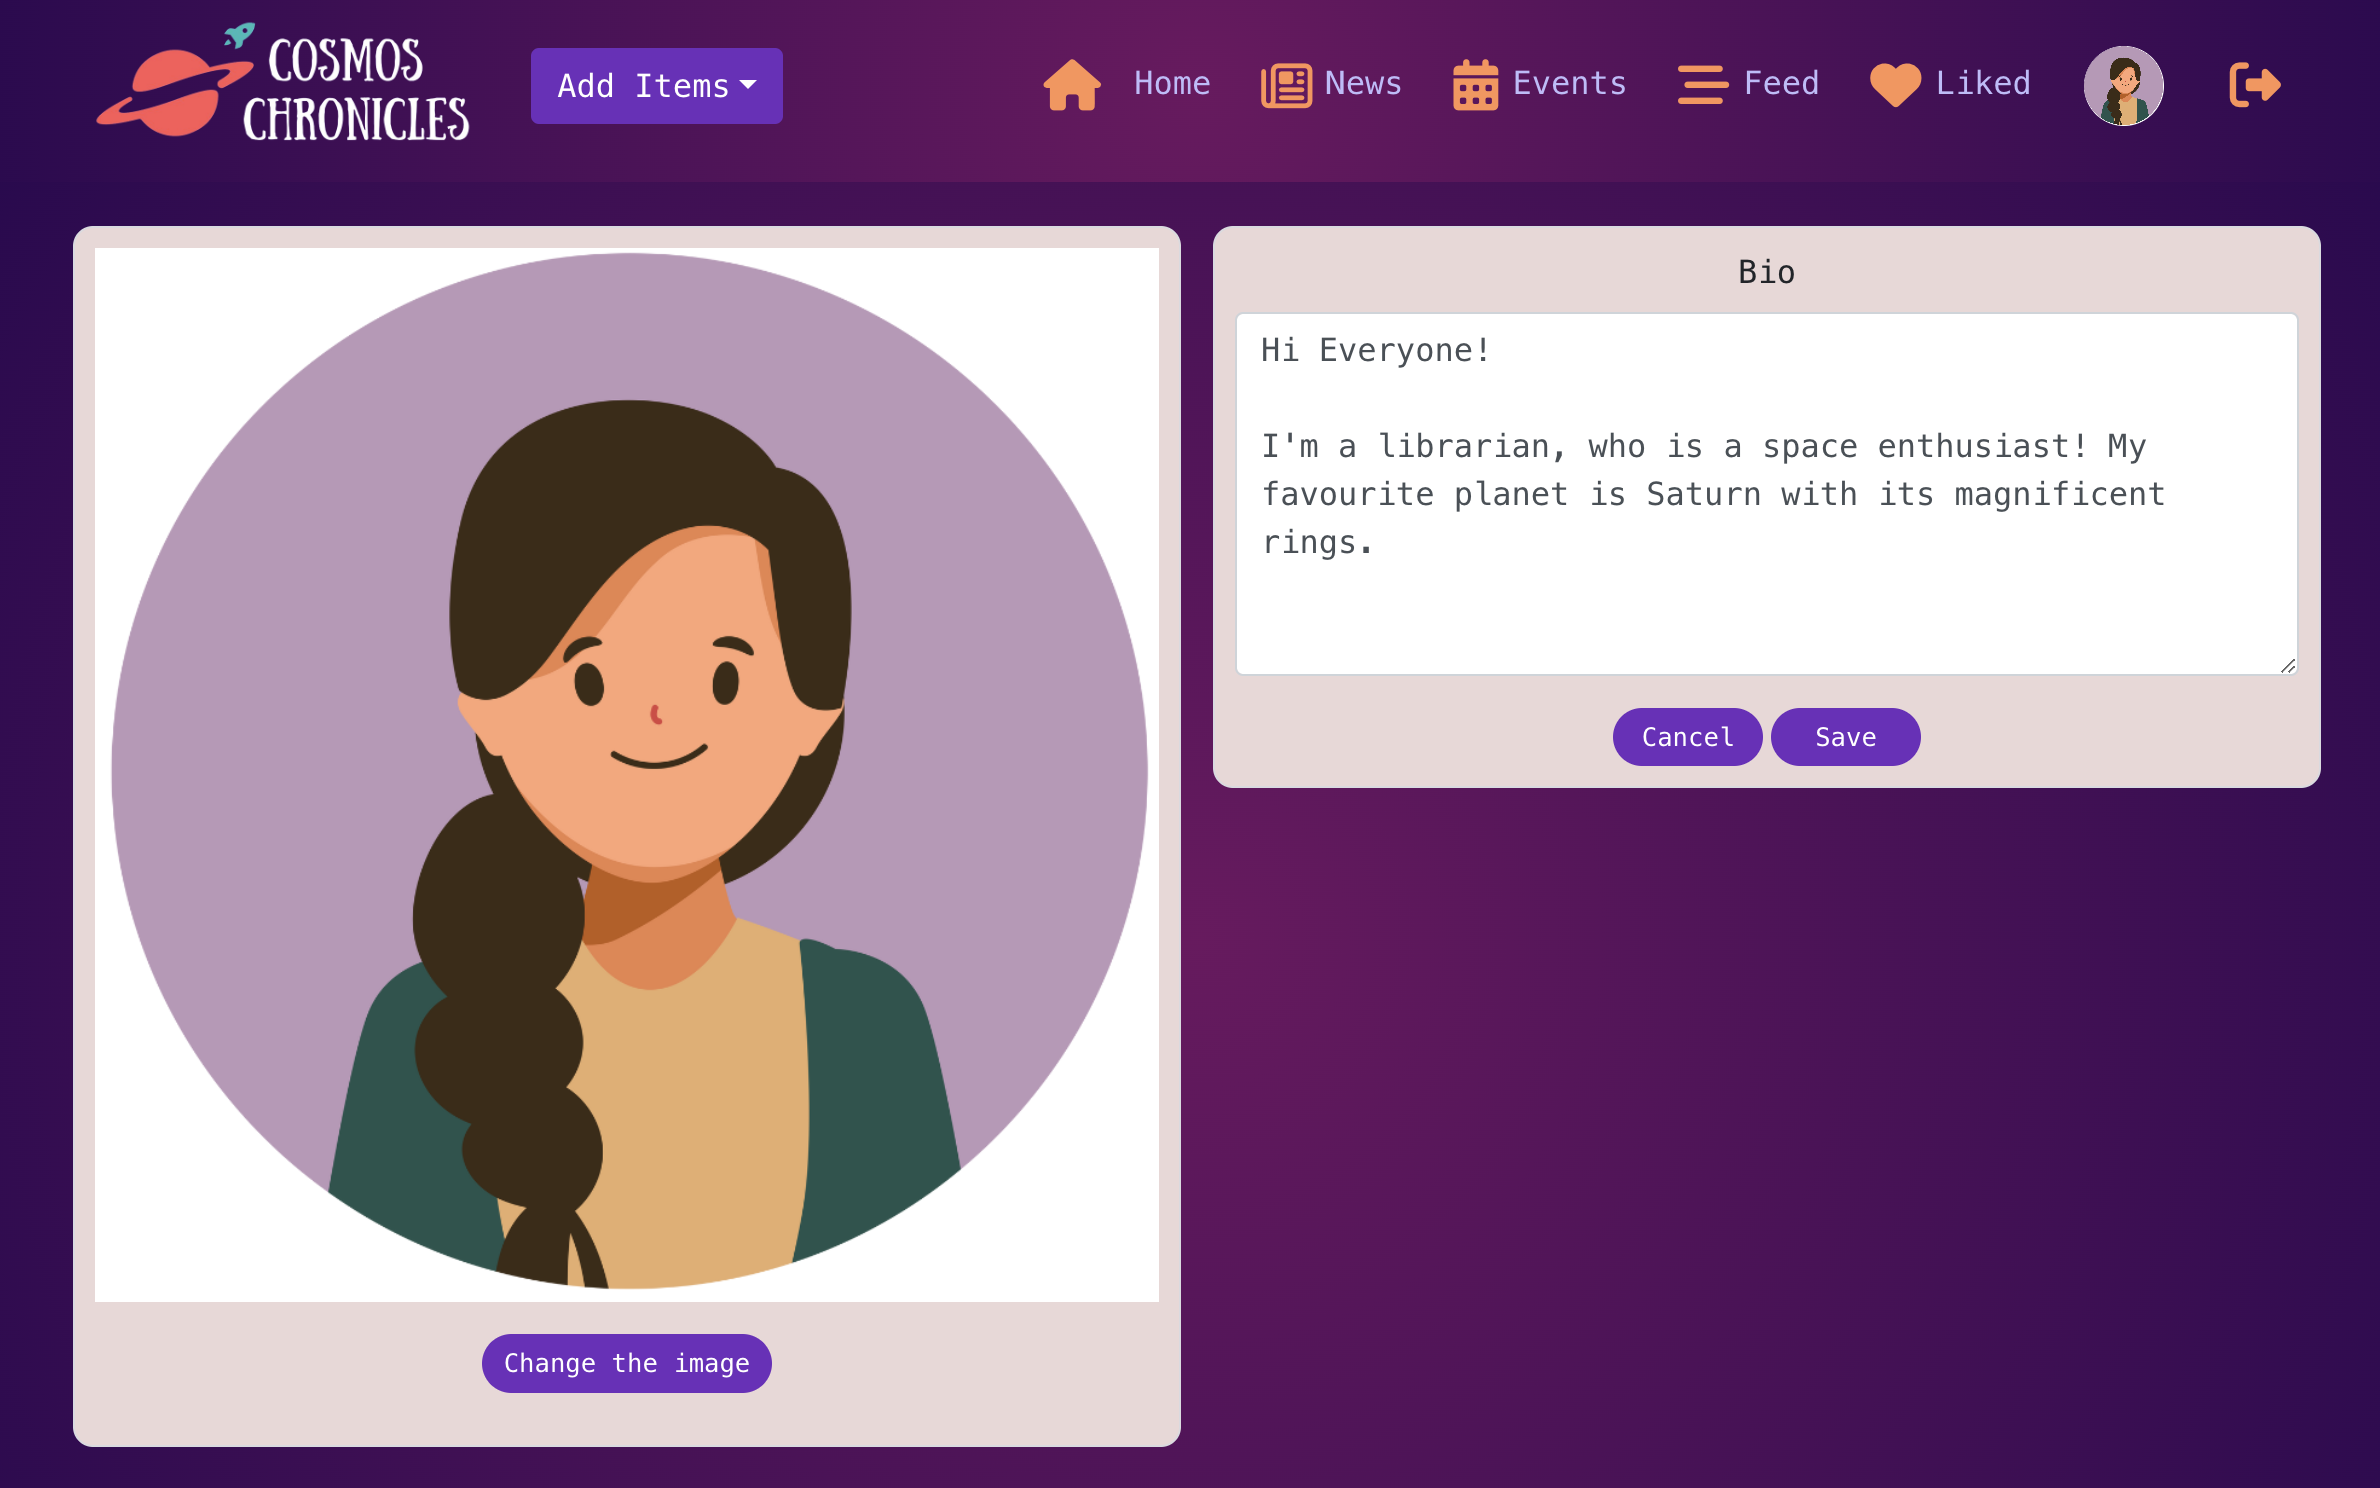 COSMOS
CHRONICLES
Add Items
Home
News
Events
Feed
Liked
Bio
Hi Everyone!
I'm a librarian, who is a space enthusiast! My
favourite planet is Saturn with its magnificent
rings.
Cancel
Save
Change the image